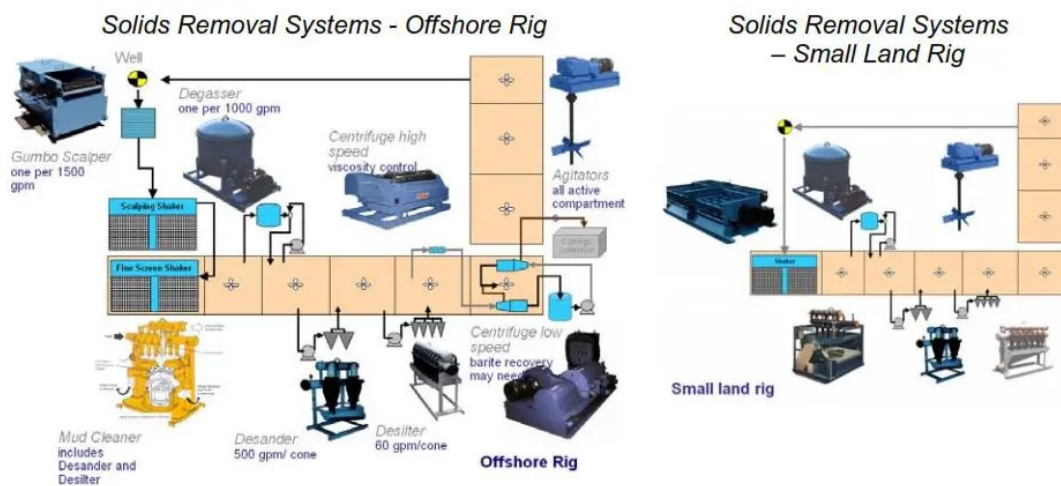 Solids Removal Systems - Offshore Rig
Well
Degasser
one per 1000 gpm
Gumbo Scalper
one per 1500
gpm
Centrifuge high
speed
viscosity control
Agitators
all active
compartment
s
Scalping Shaker
Fine Screen Shaker
Cuttings
Centrifuge low
speed
barite recovery
may need
Mud Cleaner
includes
Desander and
Desilter
Desander
500 gpm/ cone
Desilter
60 gpm/cone
Offshore Rig
Solids Removal Systems
– Small Land Rig
Shaker
Small land rig